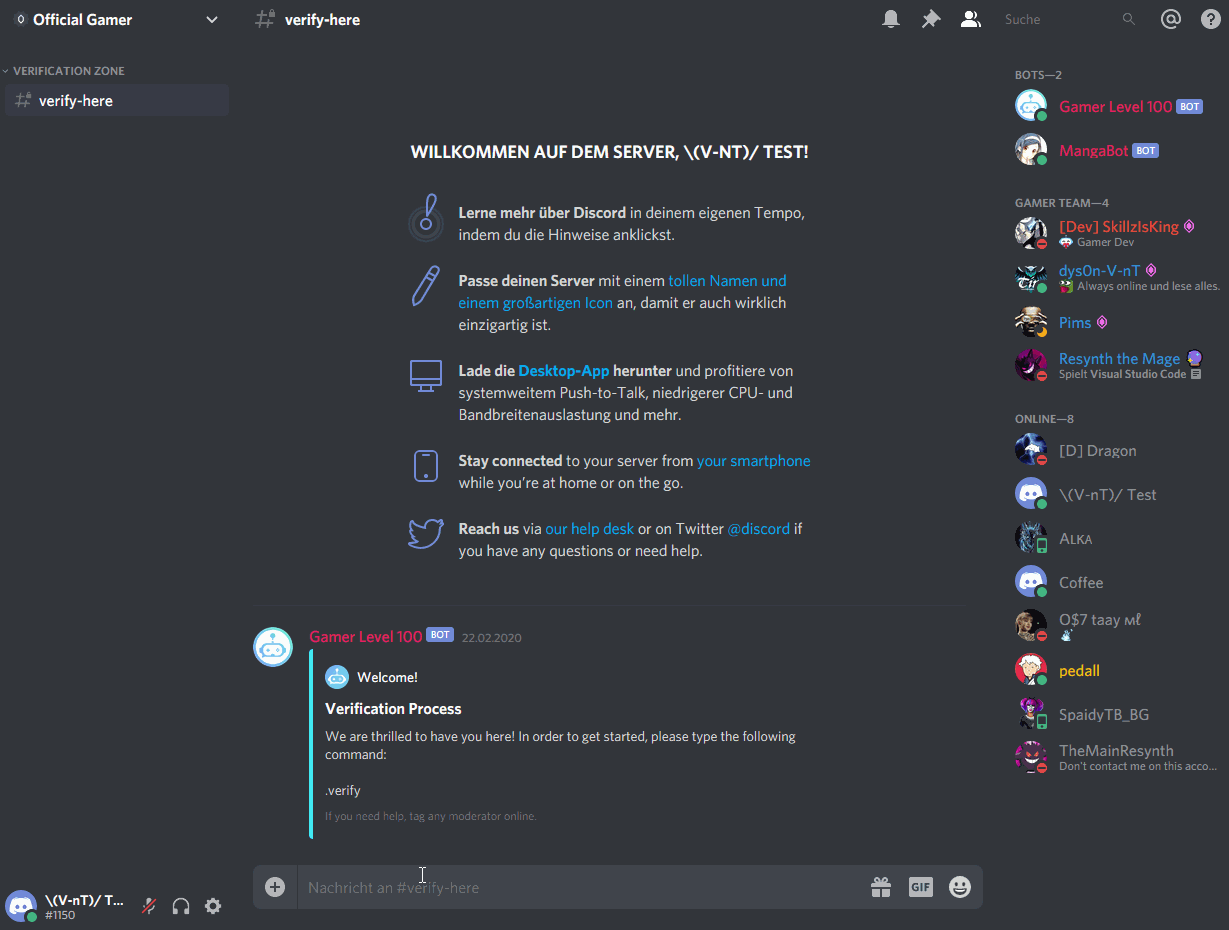 Official Gamer
verify-here
Suche
VERIFICATION ZONE
verify-here
WILLKOMMEN AUF DEM SERVER, \(V-NT)/ TEST!
Lerne mehr über Discord in deinem eigenen Tempo,
indem du die Hinweise anklickst.
Passe deinen Server mit einem tollen Namen und
einem großartigen Icon an, damit er auch wirklich
einzigartig ist.
Lade die Desktop-App herunter und profitiere von
systemweitem Push-to-Talk, niedrigerer CPU- und
Bandbreitenauslastung und mehr.
Stay connected to your server from your smartphone
while you're at home or on the go.
Reach us via our help desk or on Twitter @discord if
you have any questions or need help.
Gamer Level 100 BOT 22.02.2020
Welcome!
Verification Process
We are thrilled to have you here! In order to get started, please type the following
command:
.verify
If you need help, tag any moderator online.
Nachricht an #verify-here
GIF
\(V-nT)/ T...
#1150
BOTS—2
Gamer Level 100 BOT
MangaBot BOT
GAMER TEAM—4
[Dev] SkillzIsKing
Gamer Dev
dys0n-V-nT
Always online und lese alles.
Pims
Resynth the Mage
Spielt Visual Studio Code
ONLINE—8
[D] Dragon
\(V-nT)/ Test
Alka
Coffee
O$7 taay мℓ
pedall
SpaidyTB_BG
TheMainResynth
Don't contact me on this acco...